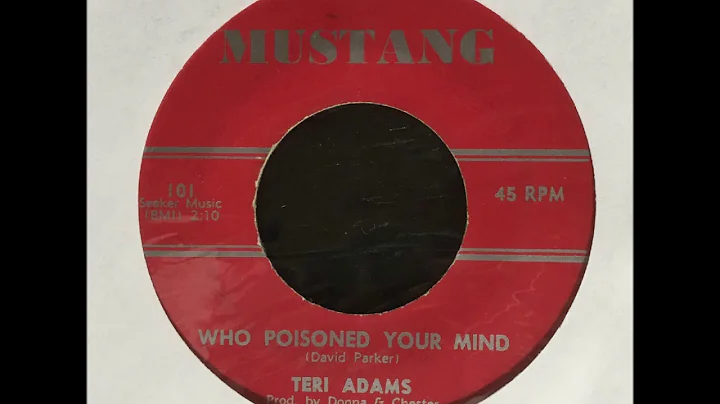 MUSTANG
101
Seeker Music
(BMI) 2:10
45 RPM
WHO POISONED YOUR MIND
(David Parker)
TERI ADAMS
Prod. by Donna & Chester